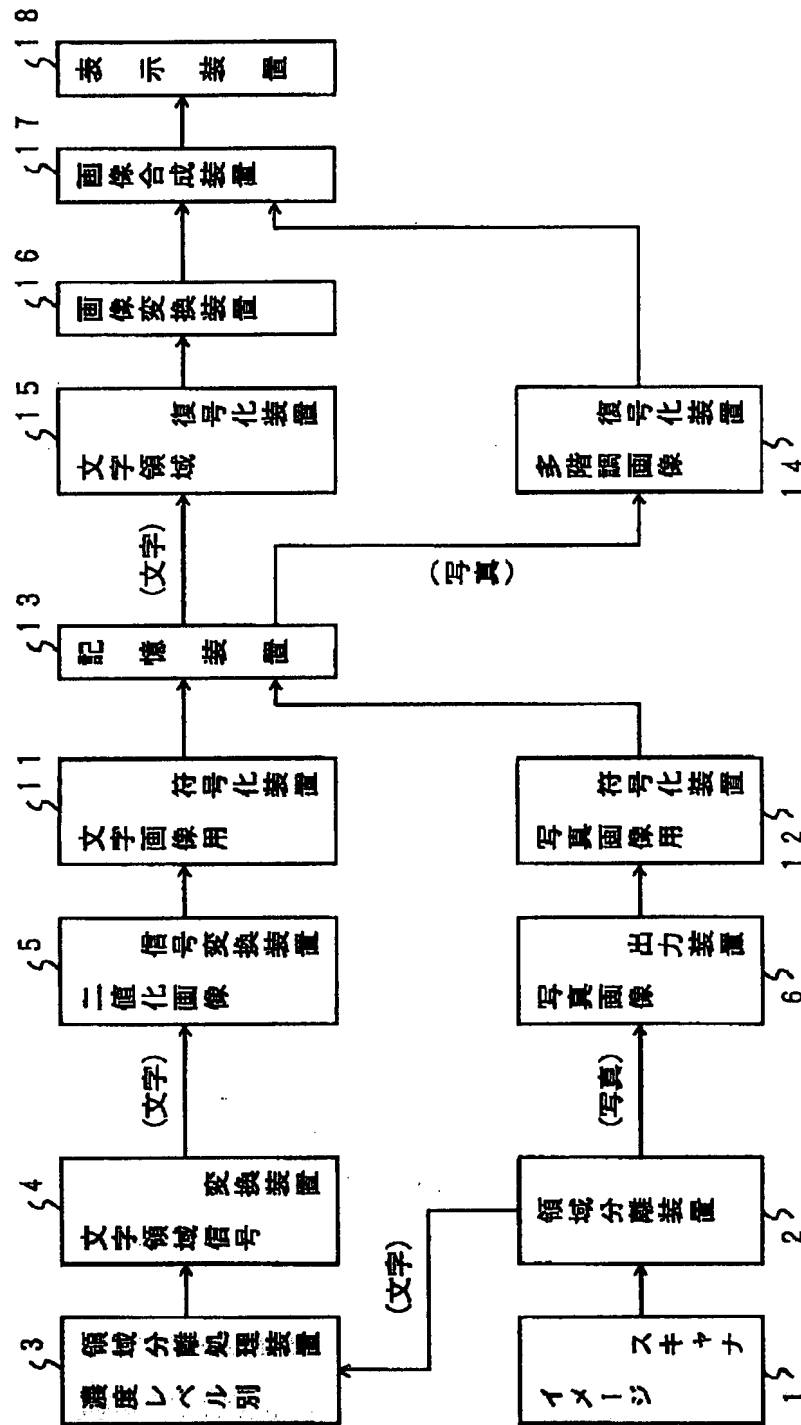 3
濃度レベル別
領域分離処理装置
4
文字領域信号
変換装置
(文字)
5
二値化画像
信号変換装置
11
文字画像用
符号化装置
13
記憶装置
(文字)
15
文字領域
復号化装置
16
画像変換装置
17
画像合成装置
18
表示装置
(文字)
(写真)
イメージ
スキャナ
1
領域分離装置
2
(写真)
写真画像
出力装置
6
写真画像用
符号化装置
12
多階調画像
復号化装置
14